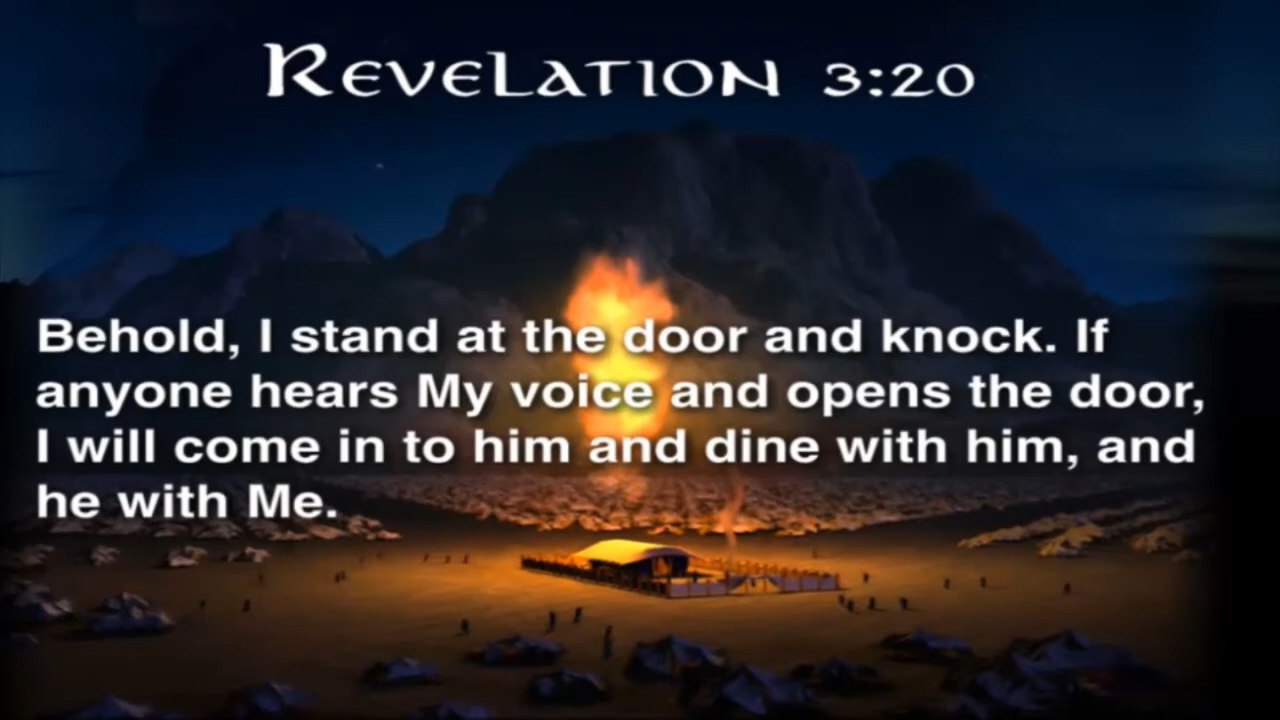 Revelation 3:20
Behold, I stand at the door and knock. If
anyone hears My voice and opens the door,
I will come in to him and dine with him, and
he with Me.